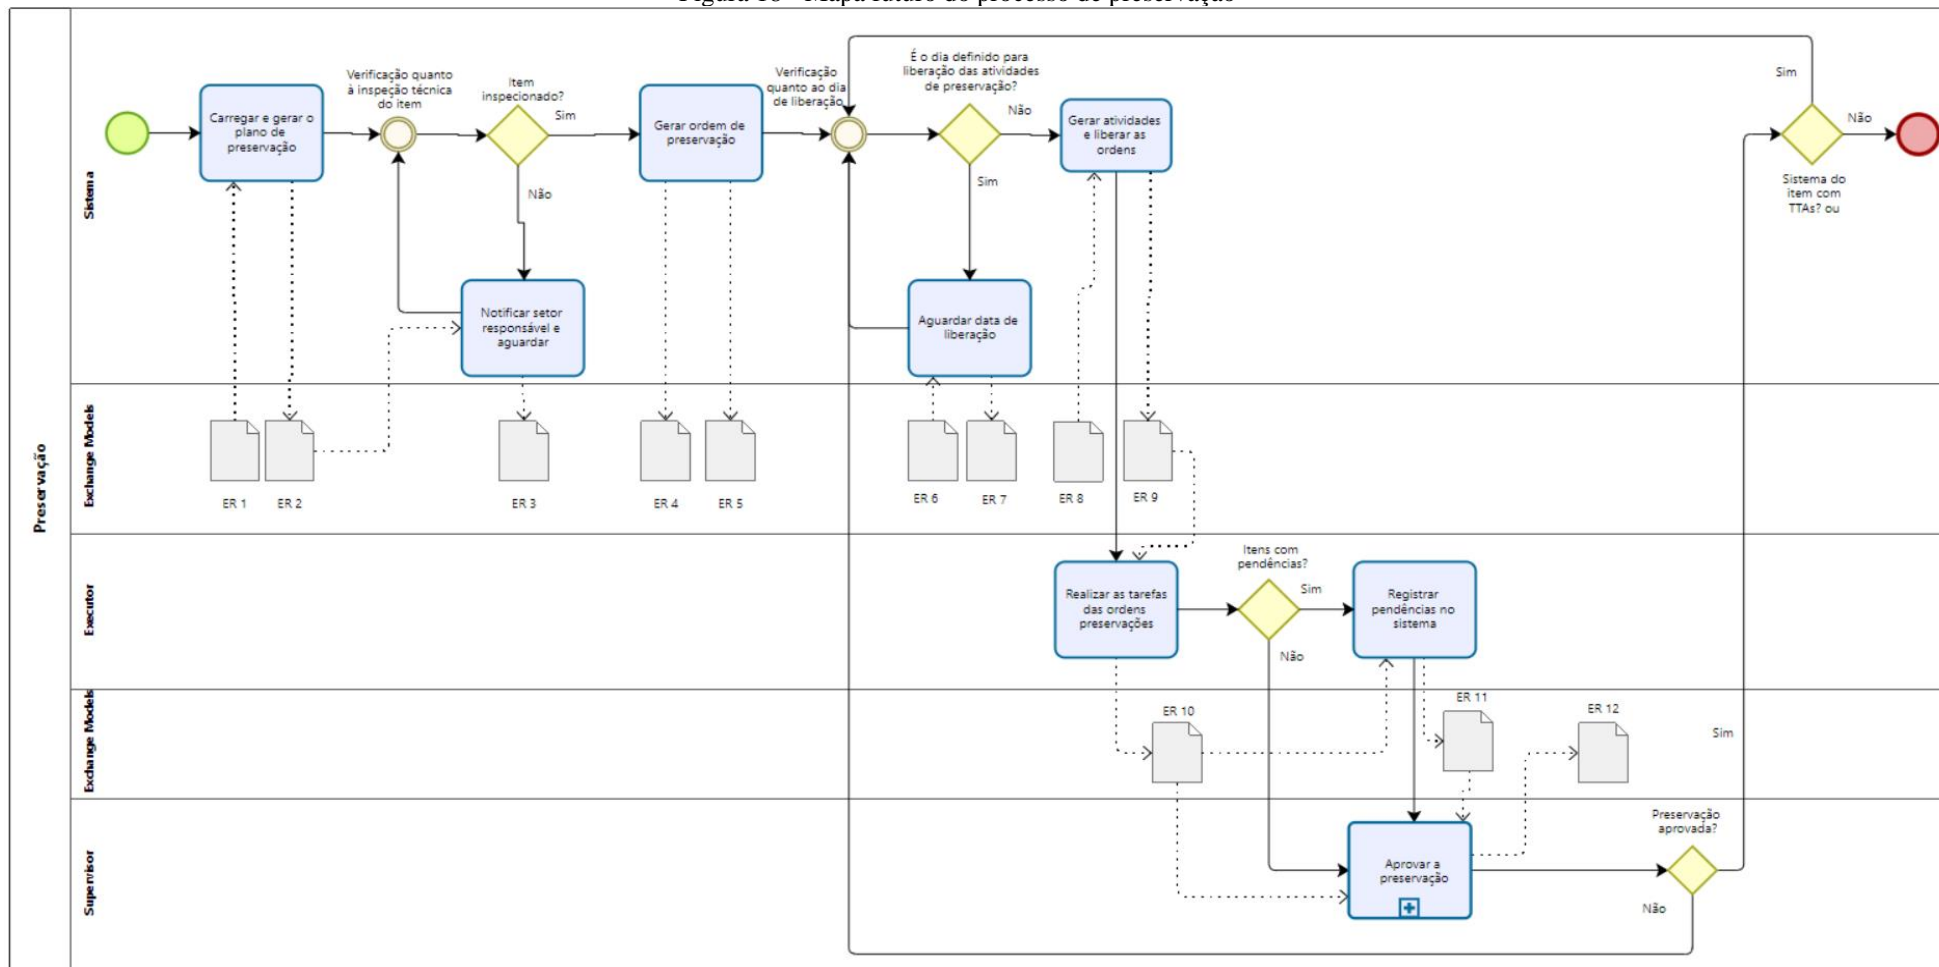 Figura 18 - Mapa futuro do processo de preservação
Preservação
Sistema
Carregar e gerar o
plano de
preservação
Verificação quanto
à inspeção técnica
do item
Item
inspecionado?
Sim
Não
Notificar setor
responsável e
aguardar
Gerar ordem de
preservação
Verificação
quanto ao dia
de liberação
É o dia definido para
liberação das atividades
de preservação?
Não
Sim
Aguardar data de
liberação
Gerar atividades
e liberar as
ordens
Sim
Não
Sistema do
item com
TTAs? ou
Exchange Models
ER 1
ER 2
ER 3
ER 4
ER 5
ER 6
ER 7
ER 8
ER 9
Executor
Realizar as tarefas
das ordens
preservações
Itens com
pendências?
Sim
Não
Registrar
pendências no
sistema
Exchange Models
ER 10
ER 11
ER 12
Sim
Supervisor
Aprovar a
preservação
Preservação
aprovada?
Não